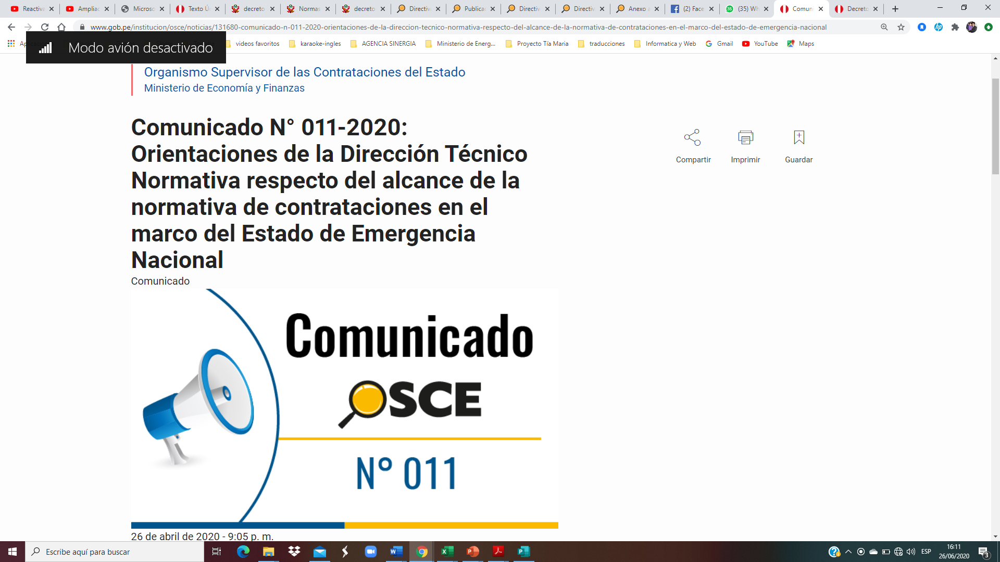 Reactiva
Ampliac
Microso
Texto Ú
decreto
Normas
decreto
Directiv
Publica
Directiv
Directiv
Anexo
(2) Face
(35) Wh
Comun
Decreto
www.gob.pe/institucion/osce/noticias/131680-comunicado-n-011-2020-orientaciones-de-la-direccion-tecnico-normativa-respecto-del-alcance-de-la-normativa-de-contrataciones-en-el-marco-del-estado-de-emergencia-nacional
videos favoritos
karaoke-ingles
AGENCIA SINERGIA
Ministerio de Energ...
Proyecto Tía Maria
traducciones
Informatica y Web
Gmail
YouTube
Maps
Modo avión desactivado
Organismo Supervisor de las Contrataciones del Estado
Ministerio de Economía y Finanzas
Comunicado N° 011-2020:
Orientaciones de la Dirección Técnico
Normativa respecto del alcance de la
normativa de contrataciones en el
marco del Estado de Emergencia
Nacional
Compartir
Imprimir
Guardar
Comunicado
Comunicado
OSCE
N° 011
26 de abril de 2020 - 9:05 p. m.
Escribe aquí para buscar
ESP
16:11
26/06/2020
3